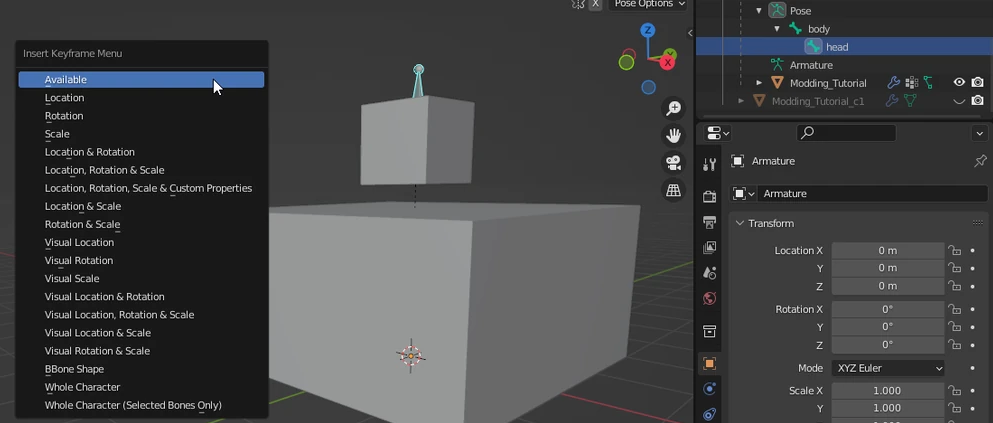 X Pose Options
Insert Keyframe Menu
Available
Location
Rotation
Scale
Location & Rotation
Location, Rotation & Scale
Location, Rotation, Scale & Custom Properties
Location & Scale
Rotation & Scale
Visual Location
Visual Rotation
Visual Scale
Visual Location & Rotation
Visual Location, Rotation & Scale
Visual Location & Scale
Visual Rotation & Scale
BBone Shape
Whole Character
Whole Character (Selected Bones Only)
Z
Y
X
Pose
body
head
Armature
Modding_Tutorial
Modding_Tutorial_c1
Armature
Armature
Transform
Location X 0 m
Y 0 m
Z 0 m
Rotation X 0°
Y 0°
Z 0°
Mode XYZ Euler
Scale X 1.000
Y 1.000